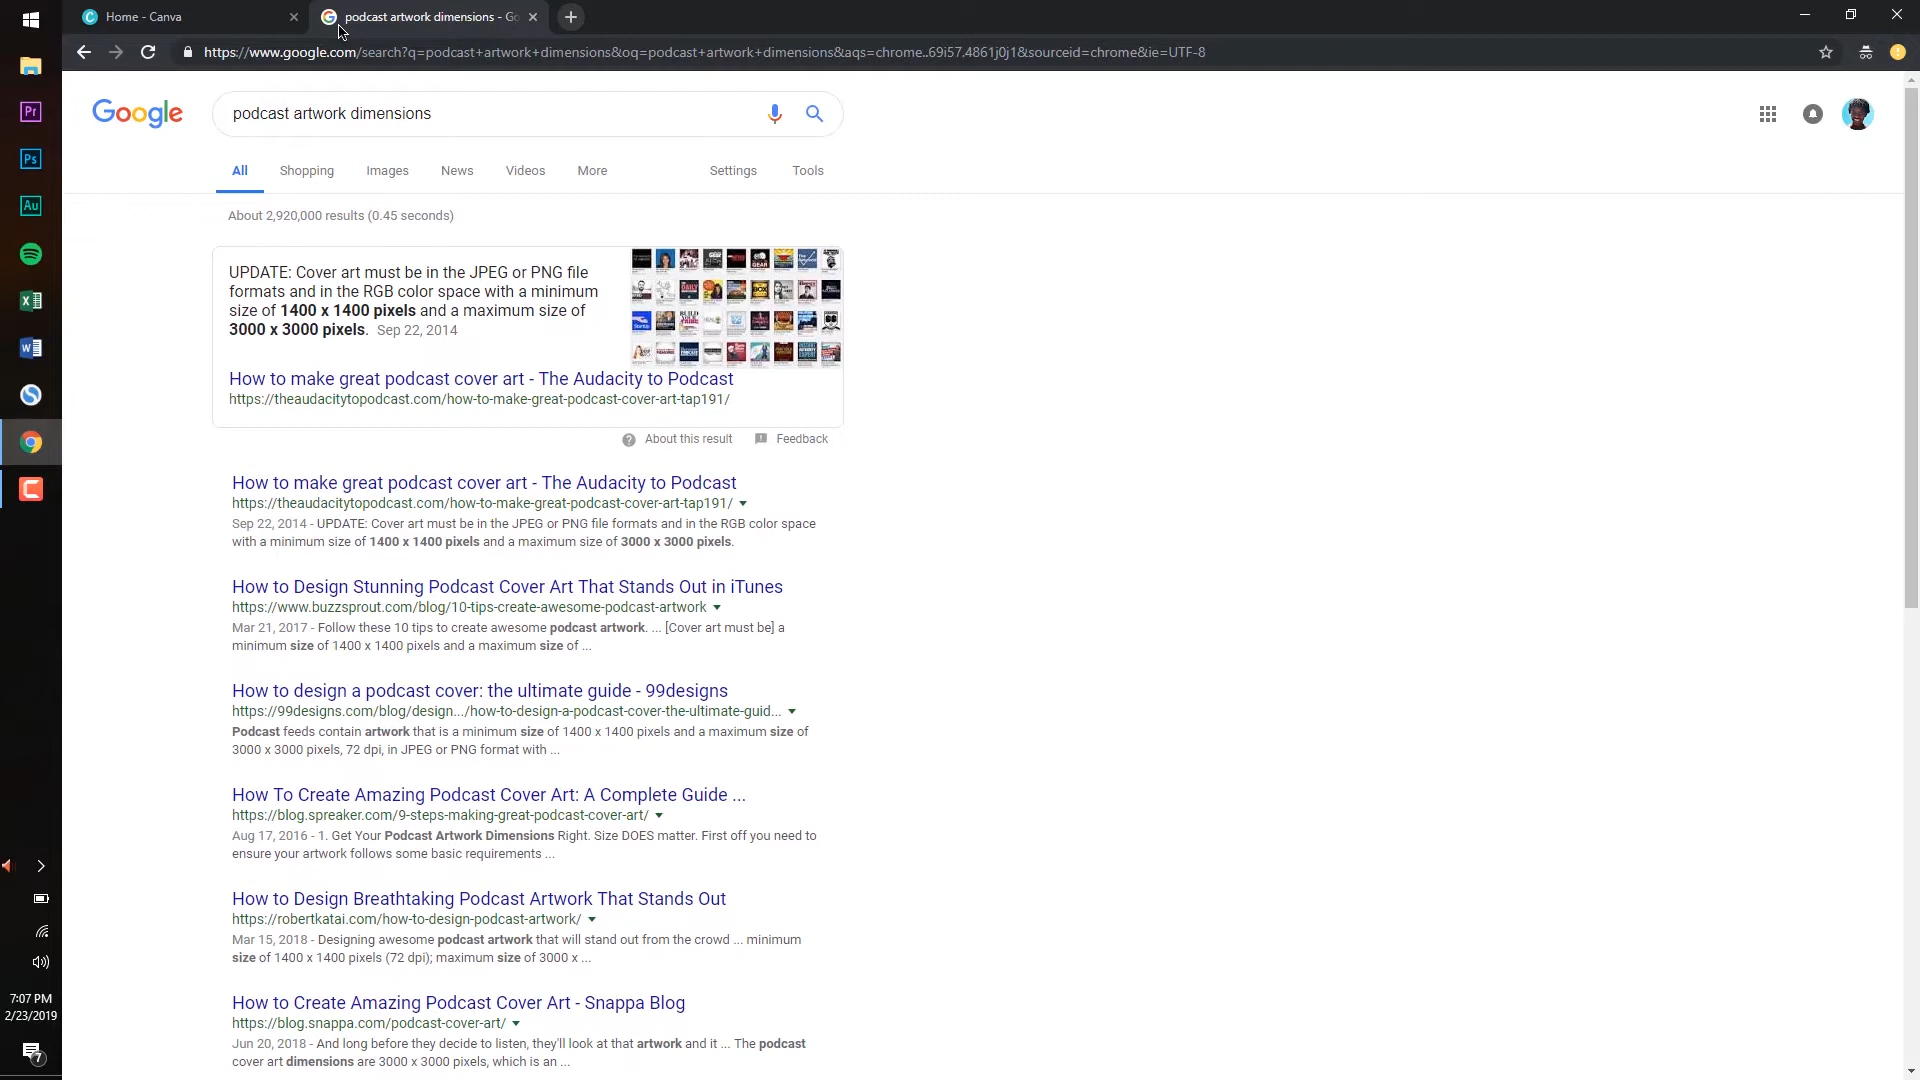 Home - Canva
podcast artwork dimensions - Go
https://www.google.com/search?q=podcast+artwork+dimensions&oq=podcast+artwork+dimensions&aqs=chrome..69i57.4861j0j1&sourceid=chrome&ie=UTF-8
Google
podcast artwork dimensions
All Shopping Images News Videos More Settings Tools
About 2,920,000 results (0.45 seconds)
UPDATE: Cover art must be in the JPEG or PNG file
formats and in the RGB color space with a minimum
size of 1400 x 1400 pixels and a maximum size of
3000 x 3000 pixels. Sep 22, 2014
How to make great podcast cover art - The Audacity to Podcast
https://theaudacitytopodcast.com/how-to-make-great-podcast-cover-art-tap191/
About this result Feedback
How to make great podcast cover art - The Audacity to Podcast
https://theaudacitytopodcast.com/how-to-make-great-podcast-cover-art-tap191/
Sep 22, 2014 - UPDATE: Cover art must be in the JPEG or PNG file formats and in the RGB color space
with a minimum size of 1400 x 1400 pixels and a maximum size of 3000 x 3000 pixels.
How to Design Stunning Podcast Cover Art That Stands Out in iTunes
https://www.buzzsprout.com/blog/10-tips-create-awesome-podcast-artwork
Mar 21, 2017 - Follow these 10 tips to create awesome podcast artwork. ... [Cover art must be] a
minimum size of 1400 x 1400 pixels and a maximum size of ...
How to design a podcast cover: the ultimate guide - 99designs
https://99designs.com/blog/design.../how-to-design-a-podcast-cover-the-ultimate-guid...
Podcast feeds contain artwork that is a minimum size of 1400 x 1400 pixels and a maximum size of
3000 x 3000 pixels, 72 dpi, in JPEG or PNG format with ...
How To Create Amazing Podcast Cover Art: A Complete Guide ...
https://blog.spreaker.com/9-steps-making-great-podcast-cover-art/
Aug 17, 2016 - 1. Get Your Podcast Artwork Dimensions Right. Size DOES matter. First off you need to
ensure your artwork follows some basic requirements ...
How to Design Breathtaking Podcast Artwork That Stands Out
https://robertkatai.com/how-to-design-podcast-artwork/
Mar 15, 2018 - Designing awesome podcast artwork that will stand out from the crowd ... minimum
size of 1400 x 1400 pixels (72 dpi); maximum size of 3000 x ...
How to Create Amazing Podcast Cover Art - Snappa Blog
https://blog.snappa.com/podcast-cover-art/
Jun 20, 2018 - And long before they decide to listen, they'll look at that artwork and it ... The podcast
cover art dimensions are 3000 x 3000 pixels, which is an ...
Pr
Ps
Au
7:07 PM
2/23/2019
7